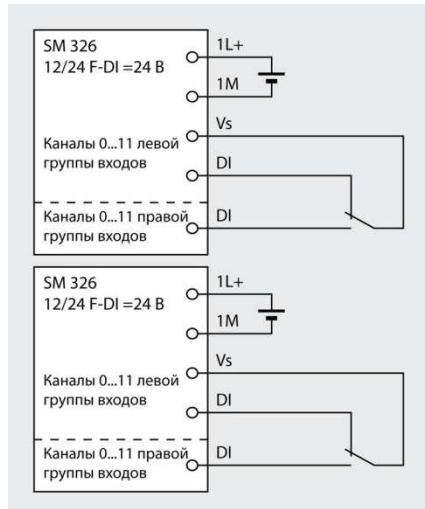 SM 326
12/24 F-DI =24 В
1L+
1M
Vs
Каналы 0...11 левой
группы входов
DI
Каналы 0...11 правой
группы входов
DI
SM 326
12/24 F-DI =24 В
1L+
1M
Vs
Каналы 0...11 левой
группы входов
DI
Каналы 0...11 правой
группы входов
DI